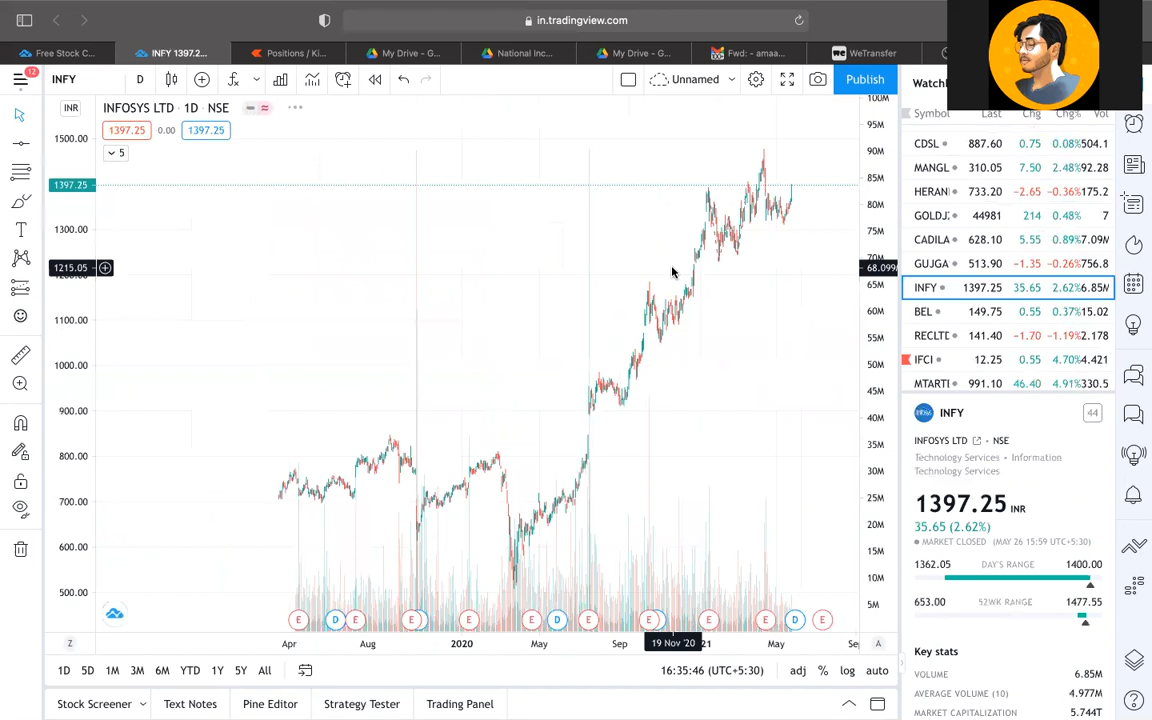 in.tradingview.com
Free Stock C...
INFY 1397.2...
Positions / Ki...
My Drive - G...
National Inc...
My Drive - G...
Fwd: - amaa...
WeTransfer
12
INFY
D
Unnamed
Publish
INR
INFOSYS LTD · 1D · NSE
1397.25 0.00 1397.25
5
1500.00
1397.25
1300.00
1215.05
1100.00
1000.00
900.00
800.00
700.00
600.00
500.00
100M
95M
90M
85M
80M
75M
68.099
65M
60M
55M
50M
45M
40M
35M
30M
25M
20M
15M
10M
5M
E D E E E E D E E E E D E
Z Apr Aug 2020 May Sep 19 Nov '20 21 May Se A
1D 5D 1M 3M 6M YTD 1Y 5Y All
16:35:46 (UTC+5:30) adj % log auto
Stock Screener Text Notes Pine Editor Strategy Tester Trading Panel
Symbol Last Chg Chg% Vol
CDSL 887.60 0.75 0.08% 504.1
MANGL 310.05 7.50 2.48% 92.28
HERAN 733.20 -2.65 -0.36% 175.2
GOLDJ 44981 214 0.48% 7
CADILA 628.10 5.55 0.89% 7.09M
GUJGA 513.90 -1.35 -0.26% 756.8
INFY 1397.25 35.65 2.62% 6.85M
BEL 149.75 0.55 0.37% 15.02
RECLTD 141.40 -1.70 -1.19% 2.178
IFCI 12.25 0.55 4.70% 4.421
MTARTI 991.10 46.40 4.91% 330.5
INFY
44
INFOSYS LTD · NSE
Technology Services · Information
Technology Services
1397.25 INR
35.65 (2.62%)
MARKET CLOSED (MAY 26 15:59 UTC+5:30)
1362.05 DAY'S RANGE 1400.00
653.00 52WK RANGE 1477.55
Key stats
VOLUME 6.85M
AVERAGE VOLUME (10) 4.977M
MARKET CAPITALIZATION 5.744T